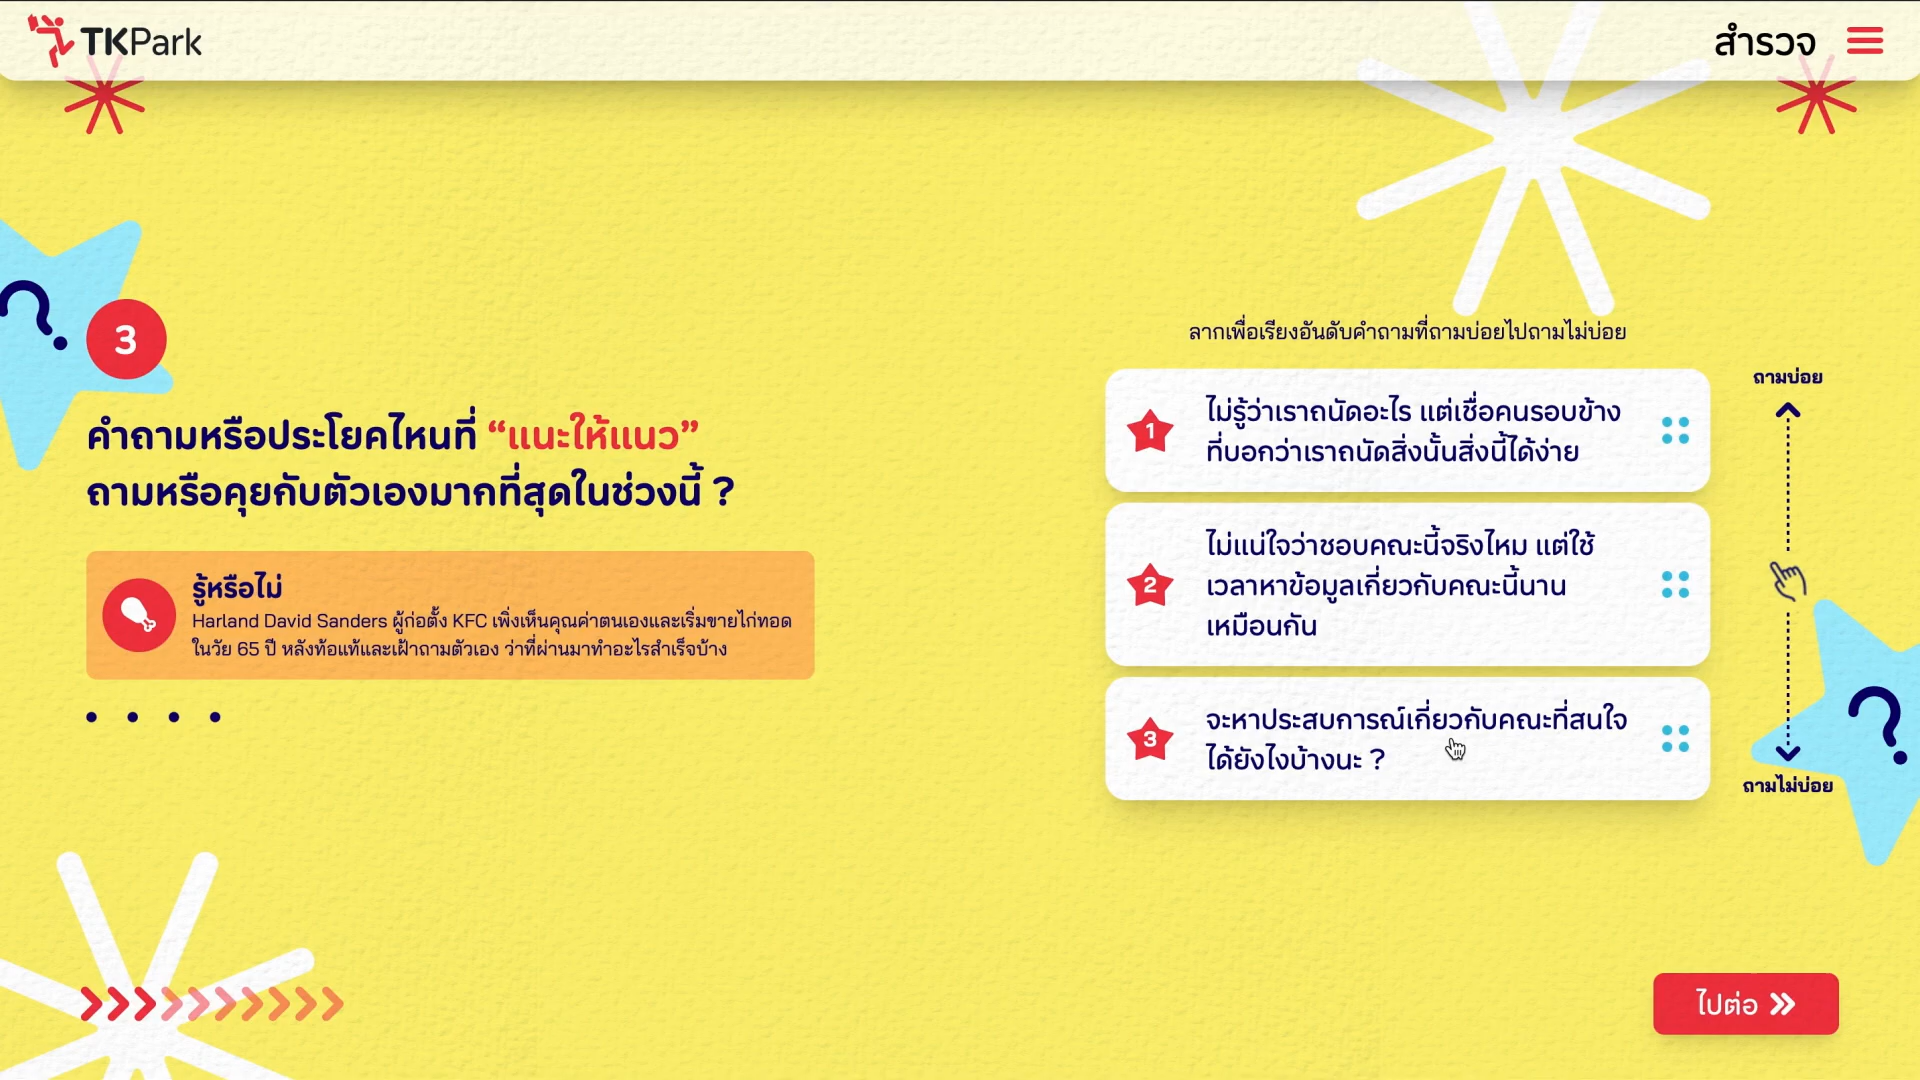 TKPark
สำรวจ
3
คำถามหรือประโยคไหนที่ “แนะให้แนว”
ถามหรือคุยกับตัวเองมากที่สุดในช่วงนี้ ?
รู้หรือไม่
Harland David Sanders ผู้ก่อตั้ง KFC เพิ่งเห็นคุณค่าตนเองและเริ่มขายไก่ทอด
ในวัย 65 ปี หลังท้อแท้และเฝ้าถามตัวเอง ว่าที่ผ่านมาทำอะไรสำเร็จบ้าง
ลากเพื่อเรียงอันดับคำถามที่ถามบ่อยไปถามไม่บ่อย
1
ไม่รู้ว่าเราถนัดอะไร แต่เชื่อคนรอบข้าง
ที่บอกว่าเราถนัดสิ่งนั้นสิ่งนี้ได้ง่าย
2
ไม่แน่ใจว่าชอบคณะนี้จริงไหม แต่ใช้
เวลาหาข้อมูลเกี่ยวกับคณะนี้นาน
เหมือนกัน
3
จะหาประสบการณ์เกี่ยวกับคณะที่สนใจ
ได้ยังไงบ้างนะ ?
ถามบ่อย
ถามไม่บ่อย
ไปต่อ